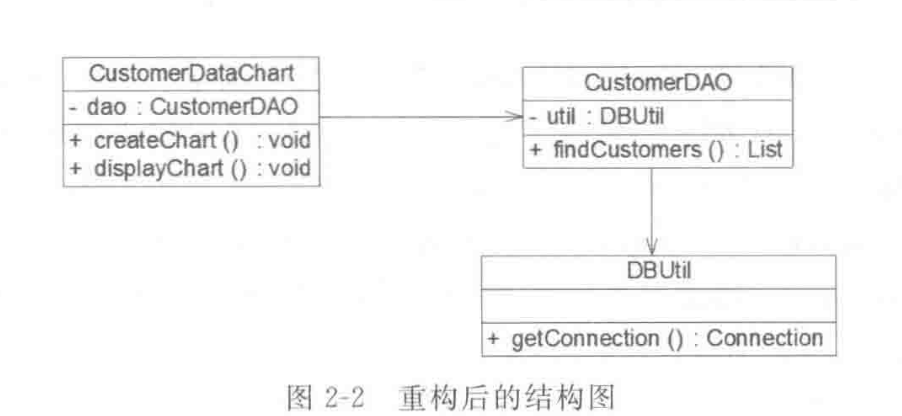 CustomerDataChart
- dao : CustomerDAO
+ createChart () : void
+ displayChart () : void
CustomerDAO
- util : DBUtil
+ findCustomers () : List
DBUtil
+ getConnection () : Connection
图 2-2 重构后的结构图